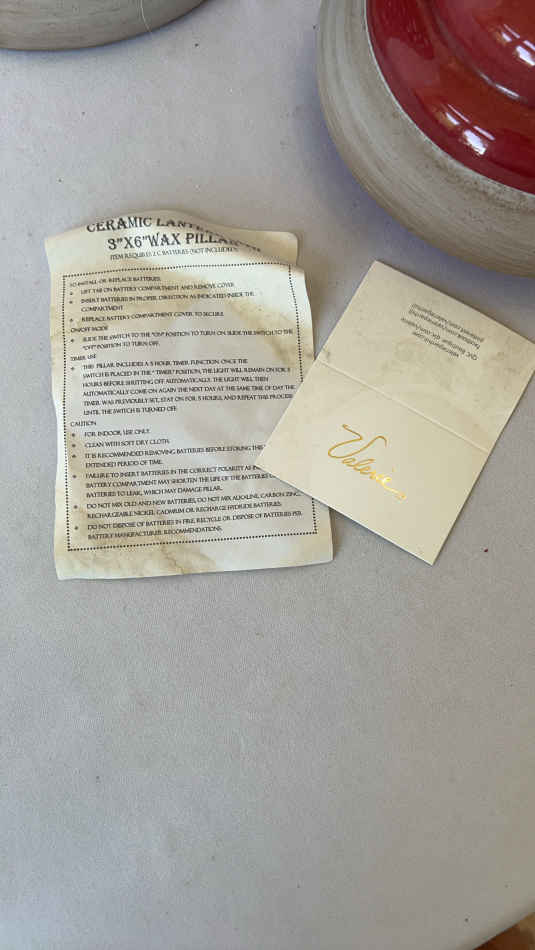 CERAMIC
3"X6"WAX PILLAR
ITEM REQUIRES 2 C BATTERIES (NOT INCLUDED)
TO INSTALL OR REPLACE BATTERIES:
LIFT TAB ON BATTERY COMPARTMENT AND REMOVE COVER
INSERT BATTERIES IN PROPER DIRECTION AS INDICATED INSIDE THE
COMPARTMENT
REPLACE BATTERY COMPARTMENT COVER TO SECURE.
ON/OFF MODE
SLIDE THE SWITCH TO THE "ON" POSITION TO TURN ON. SLIDE THE SWITCH TO THE
"OFF" POSITION TO TURN OFF.
TIMER USE
THIS PILLAR INCLUDES A 5 HOUR TIMER FUNCTION. ONCE THE
SWITCH IS PLACED IN THE "TIMER" POSITION, THE LIGHT WILL REMAIN ON FOR 5
HOURS BEFORE SHUTTING OFF AUTOMATICALLY. THE LIGHT WILL THEN
AUTOMATICALLY COME ON AGAIN THE NEXT DAY AT THE SAME TIME OF DAY THE
TIMER WAS PREVIOUSLY SET, STAY ON FOR 5 HOURS, AND REPEAT THIS PROCESS
UNTIL THE SWITCH IS TURNED OFF.
CAUTION
FOR INDOOR USE ONLY.
CLEAN WITH SOFT DRY CLOTH.
IT IS RECOMMENDED REMOVING BATTERIES BEFORE STORING THIS
EXTENDED PERIOD OF TIME.
FAILURE TO INSERT BATTERIES IN THE CORRECT POLARITY AS
BATTERY COMPARTMENT MAY SHORTEN THE LIFE OF THE BATTERIES
BATTERIES TO LEAK, WHICH MAY DAMAGE PILLAR.
DO NOT MIX OLD AND NEW BATTERIES, DO NOT MIX ALKALINE, CARBON ZINC,
RECHARGEABLE NICKEL CADMIUM OR RECHARGE HYDRIDE BATTERIES.
DO NOT DISPOSE OF BATTERIES IN FIRE, RECYCLE OR DISPOSE OF BATTERIES PER
BATTERY MANUFACTURER RECOMMENDATIONS.
Valerie